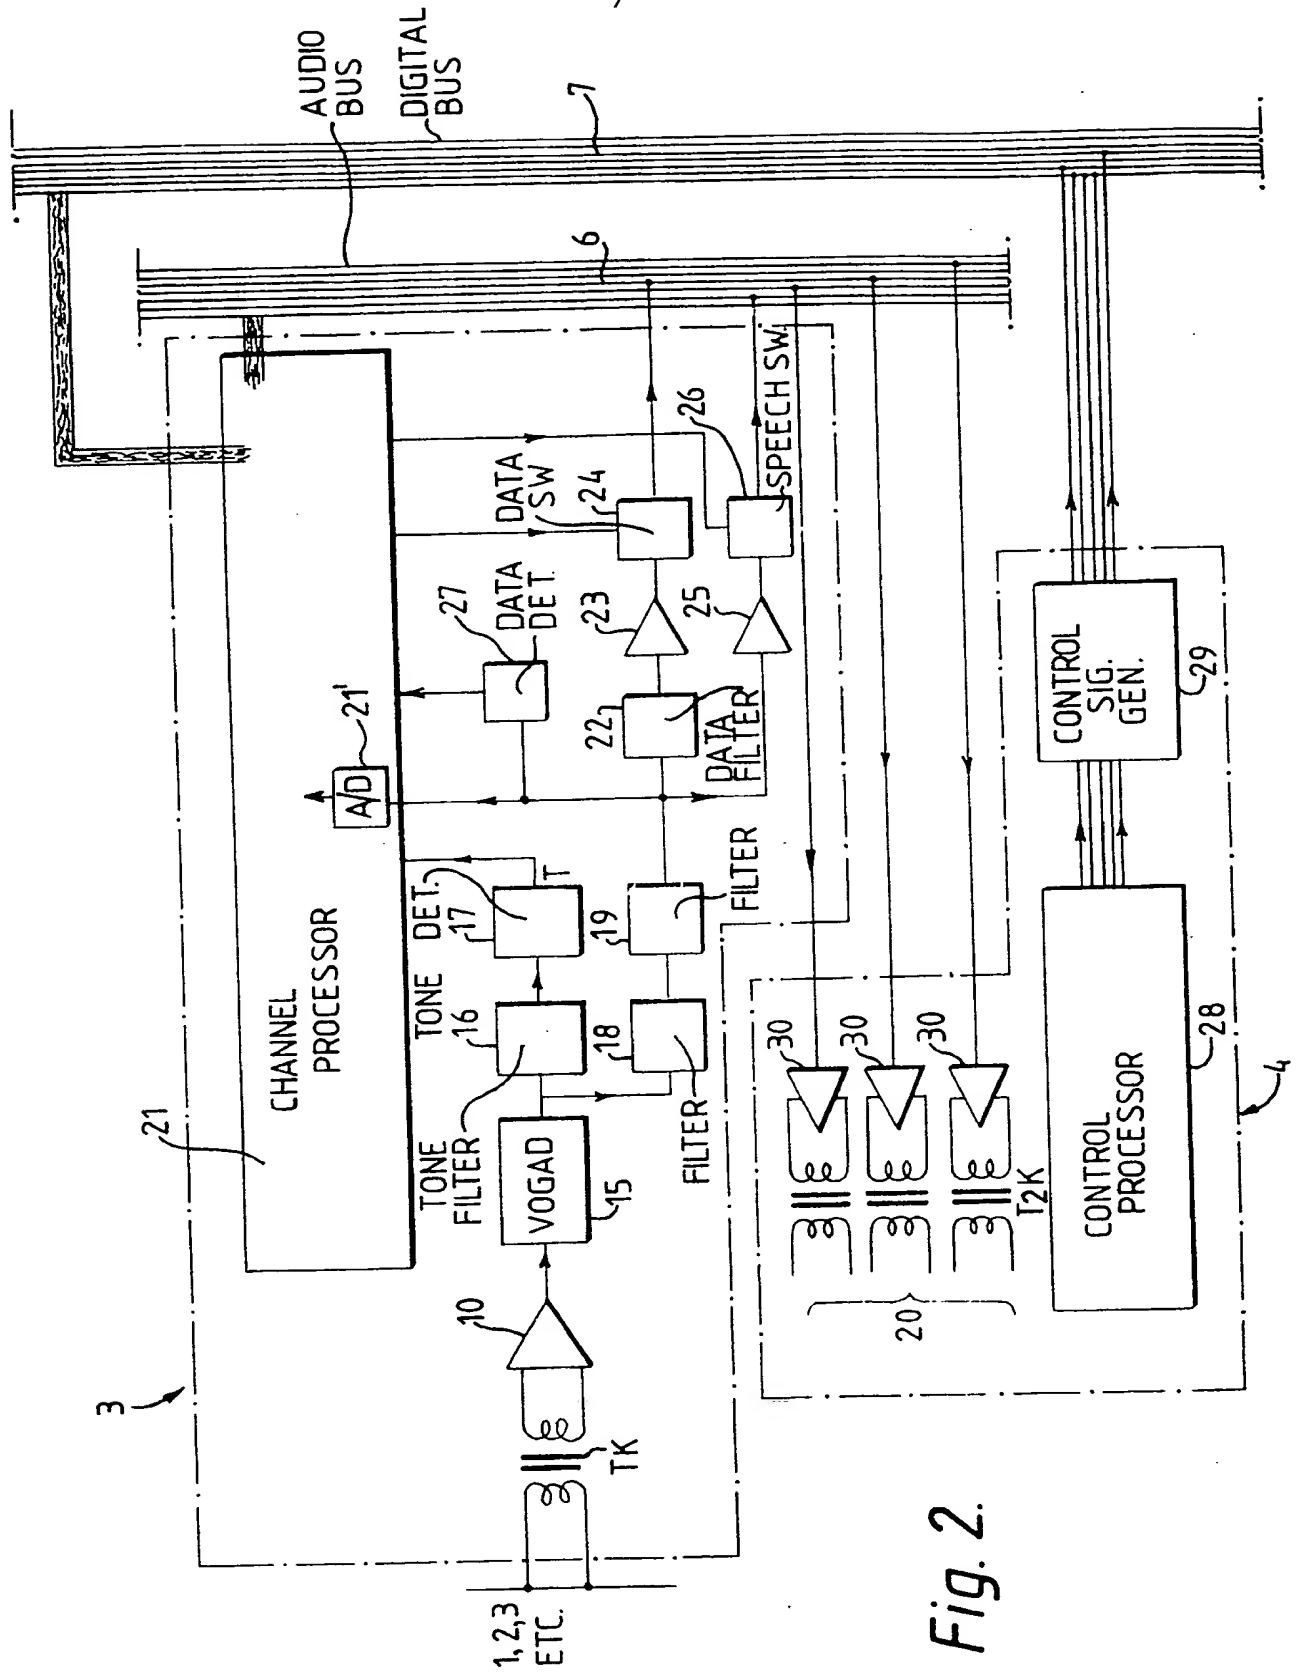 AUDIO
BUS
DIGITAL
BUS
7
6
3
21
CHANNEL
PROCESSOR
A/D
21'
27
DATA
DET.
DATA
SW
24
26
SPEECH SW.
23
25
22
DATA
FILTER
TONE DET.
17
T
19
FILTER
16
18
TONE
FILTER
FILTER
VOGAD
15
10
TK
1,2,3
ETC.
30
30
30
T2K
20
CONTROL
PROCESSOR
28
CONTROL
SIG.
GEN.
29
4
Fig. 2.